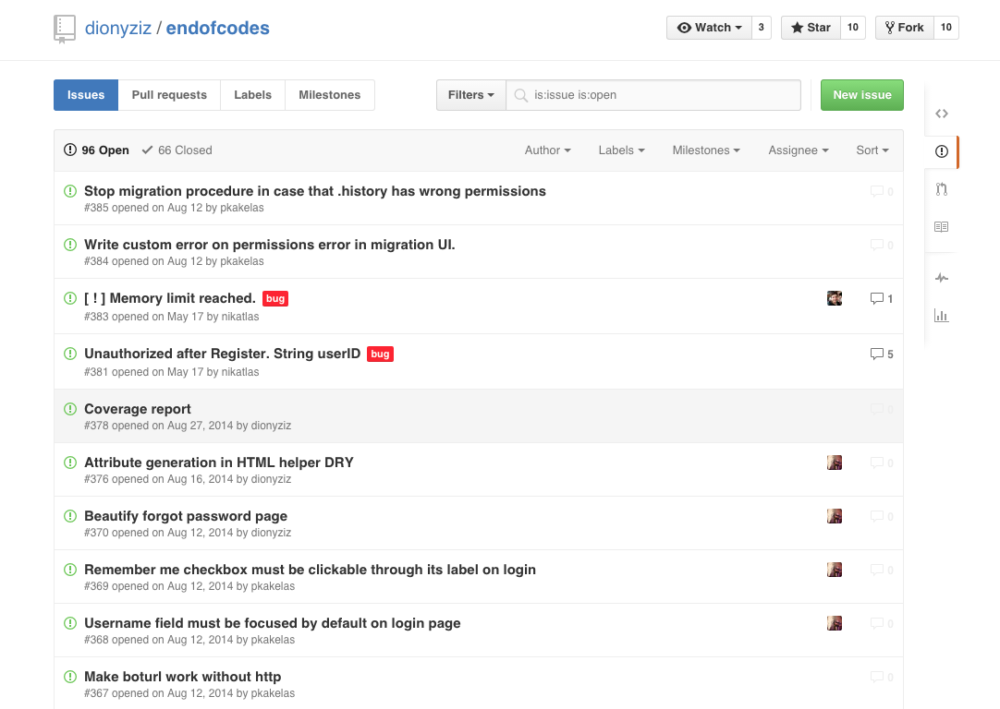 dionyziz / endofcodes
Watch 3 Star 10 Fork 10
Issues Pull requests Labels Milestones Filters is:issue is:open New issue
96 Open 66 Closed Author Labels Milestones Assignee Sort
Stop migration procedure in case that .history has wrong permissions 0
#385 opened on Aug 12 by pkakelas
Write custom error on permissions error in migration UI. 0
#384 opened on Aug 12 by pkakelas
[ ! ] Memory limit reached. bug 1
#383 opened on May 17 by nikatlas
Unauthorized after Register. String userID bug 5
#381 opened on May 17 by nikatlas
Coverage report 0
#378 opened on Aug 27, 2014 by dionyziz
Attribute generation in HTML helper DRY 0
#376 opened on Aug 16, 2014 by dionyziz
Beautify forgot password page 0
#370 opened on Aug 12, 2014 by dionyziz
Remember me checkbox must be clickable through its label on login 0
#369 opened on Aug 12, 2014 by pkakelas
Username field must be focused by default on login page 0
#368 opened on Aug 12, 2014 by pkakelas
Make boturl work without http 0
#367 opened on Aug 12, 2014 by pkakelas